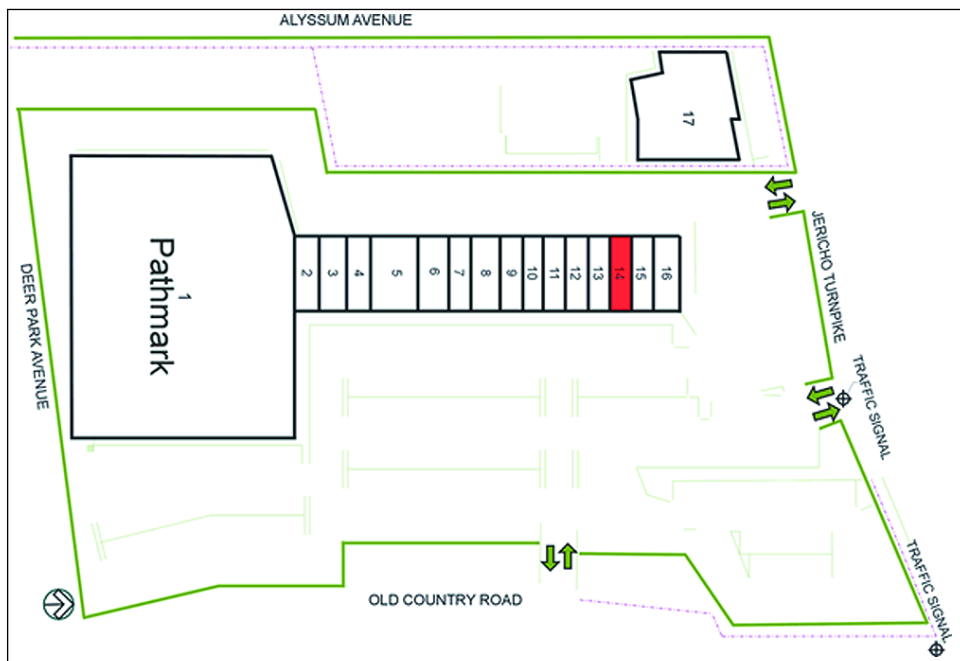 ALYSSUM AVENUE
17
JERICHO TURNPIKE
1
Pathmark
2
3
4
5
6
7
8
9
10
11
12
13
14
15
16
DEER PARK AVENUE
TRAFFIC SIGNAL
OLD COUNTRY ROAD
TRAFFIC SIGNAL